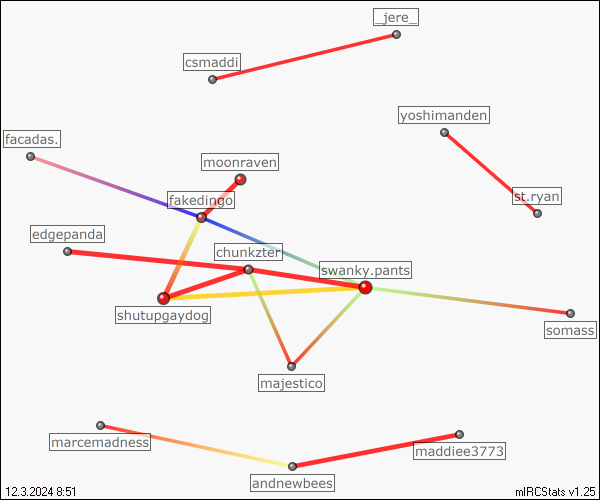 _jere_
csmaddi
yoshimanden
facadas.
moonraven
st.ryan
fakedingo
edgepanda
chunkzter
swanky.pants
shutupgaydog
somass
majestico
marcemadness
maddiee3773
andnewbees
12.3.2024 8:51
mIRCStats v1.25